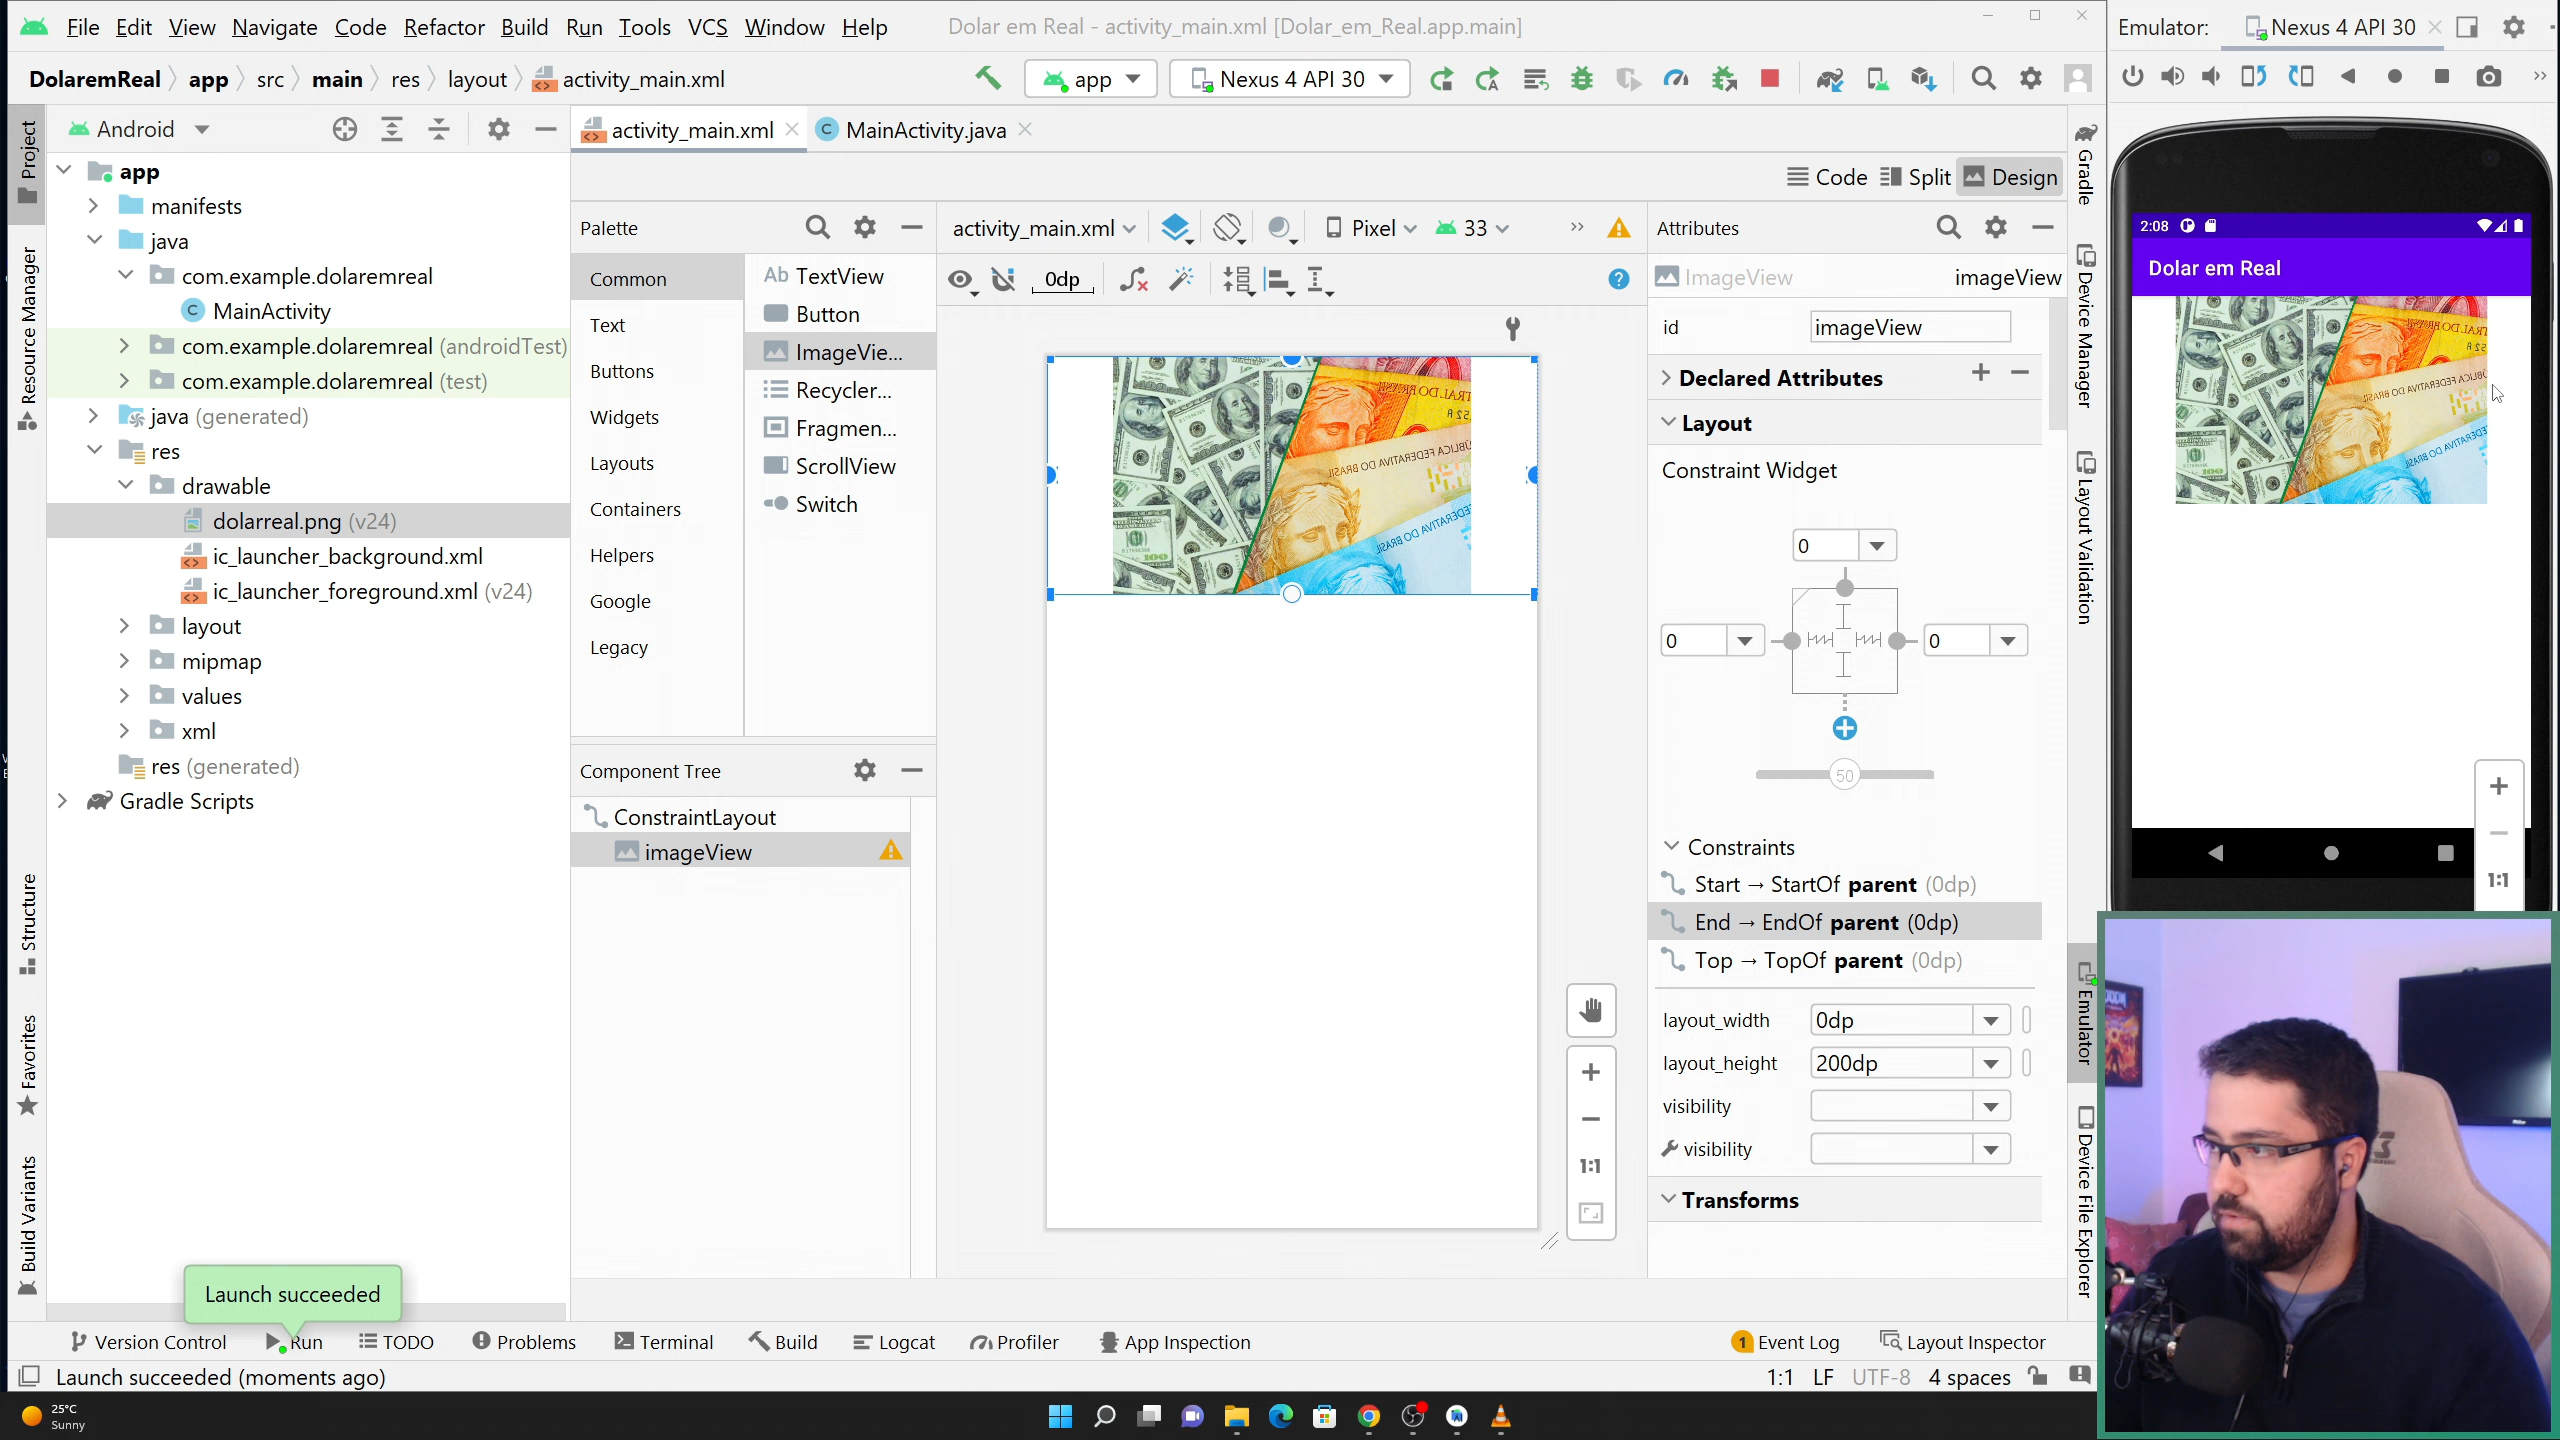 File Edit View Navigate Code Refactor Build Run Tools VCS Window Help
Dolar em Real - activity_main.xml [Dolar_em_Real.app.main]
Emulator: Nexus 4 API 30
DolaremReal app src main res layout activity_main.xml
app
Nexus 4 API 30
Project
Resource Manager
Structure
Favorites
Build Variants
Android
app
manifests
java
com.example.dolaremreal
MainActivity
com.example.dolaremreal (androidTest)
com.example.dolaremreal (test)
java (generated)
res
drawable
dolarreal.png (v24)
ic_launcher_background.xml
ic_launcher_foreground.xml (v24)
layout
mipmap
values
xml
res (generated)
Gradle Scripts
activity_main.xml
MainActivity.java
Code Split Design
Palette
Common
Text
Buttons
Widgets
Layouts
Containers
Helpers
Google
Legacy
Ab TextView
Button
ImageVie...
Recycler...
Fragmen...
ScrollView
Switch
Component Tree
ConstraintLayout
imageView
activity_main.xml
Pixel
33
0dp
1:1
Attributes
ImageView
imageView
id
imageView
Declared Attributes
Layout
Constraint Widget
0
0
0
50
Constraints
Start → StartOf parent (0dp)
End → EndOf parent (0dp)
Top → TopOf parent (0dp)
layout_width
0dp
layout_height
200dp
visibility
visibility
Transforms
Gradle
Device Manager
Layout Validation
Emulator
Device File Explorer
2:08
Dolar em Real
1:1
Launch succeeded
Version Control Run TODO Problems Terminal Build Logcat Profiler App Inspection
1 Event Log Layout Inspector
Launch succeeded (moments ago)
1:1 LF UTF-8 4 spaces
25°C
Sunny